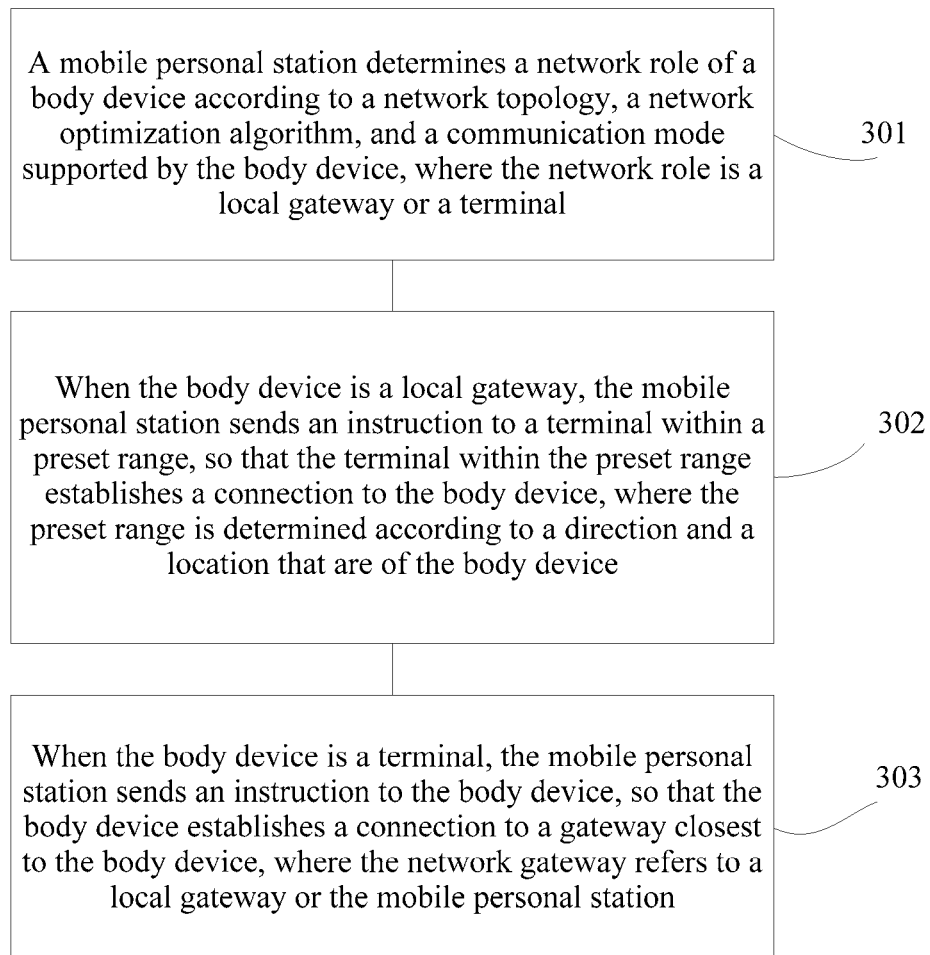 A mobile personal station determines a network role of a
body device according to a network topology, a network
optimization algorithm, and a communication mode
supported by the body device, where the network role is a
local gateway or a terminal
301
When the body device is a local gateway, the mobile
personal station sends an instruction to a terminal within a
preset range, so that the terminal within the preset range
establishes a connection to the body device, where the
preset range is determined according to a direction and a
location that are of the body device
302
When the body device is a terminal, the mobile personal
station sends an instruction to the body device, so that the
body device establishes a connection to a gateway closest
to the body device, where the network gateway refers to a
local gateway or the mobile personal station
303